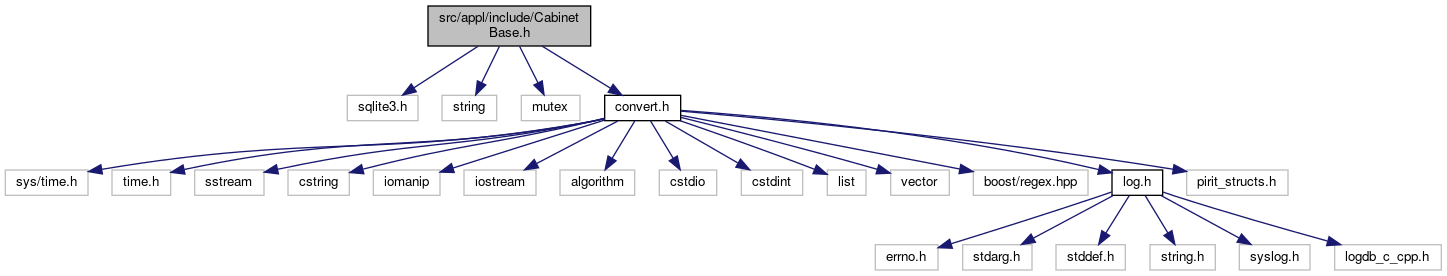 src/appl/include/Cabinet
Base.h
sqlite3.h
string
mutex
convert.h
sys/time.h
time.h
sstream
cstring
iomanip
iostream
algorithm
cstdio
cstdint
list
vector
boost/regex.hpp
log.h
pirit_structs.h
errno.h
stdarg.h
stddef.h
string.h
syslog.h
logdb_c_cpp.h